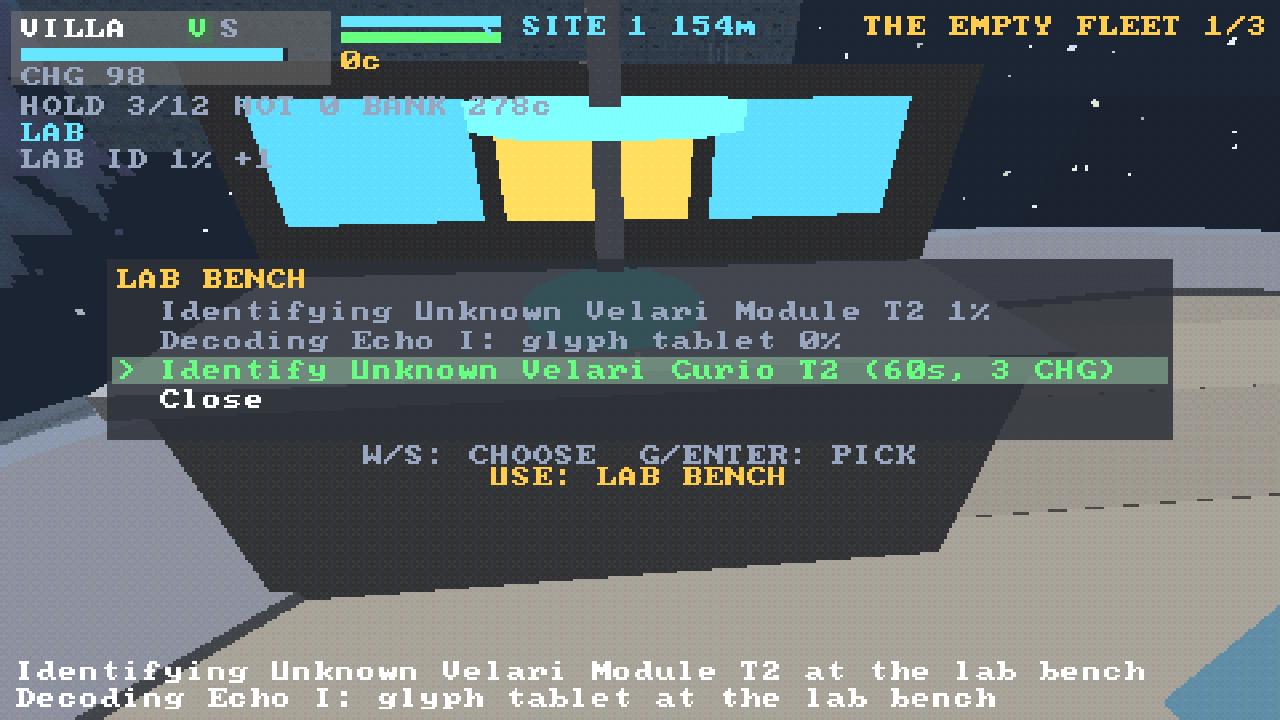 VILLA V S
SITE 1 154m
THE EMPTY FLEET 1/3
0c
CHG 98
HOLD 3/12 HOT 0 BANK 278c
LAB
LAB ID 1% +1
LAB BENCH
Identifying Unknown Velari Module T2 1%
Decoding Echo I: glyph tablet 0%
> Identify Unknown Velari Curio T2 (60s, 3 CHG)
Close
W/S: CHOOSE G/ENTER: PICK
USE: LAB BENCH
Identifying Unknown Velari Module T2 at the lab bench
Decoding Echo I: glyph tablet at the lab bench